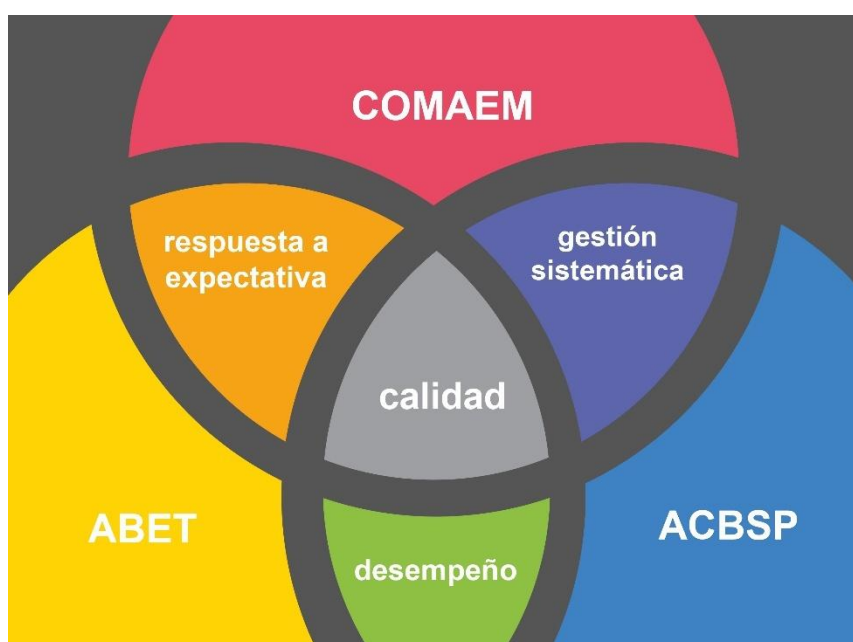 COMAEM
respuesta a
expectativa
gestión
sistemática
calidad
ABET
ACBSP
desempeño